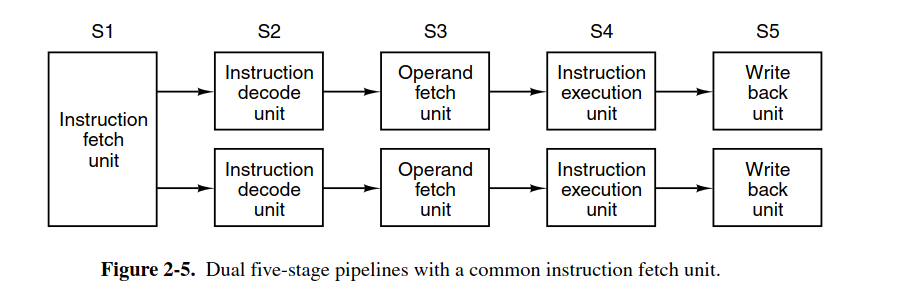 S1 S2 S3 S4 S5
Instruction
fetch
unit
Instruction
decode
unit
Operand
fetch
unit
Instruction
execution
unit
Write
back
unit
Instruction
decode
unit
Operand
fetch
unit
Instruction
execution
unit
Write
back
unit
Figure 2-5. Dual five-stage pipelines with a common instruction fetch unit.